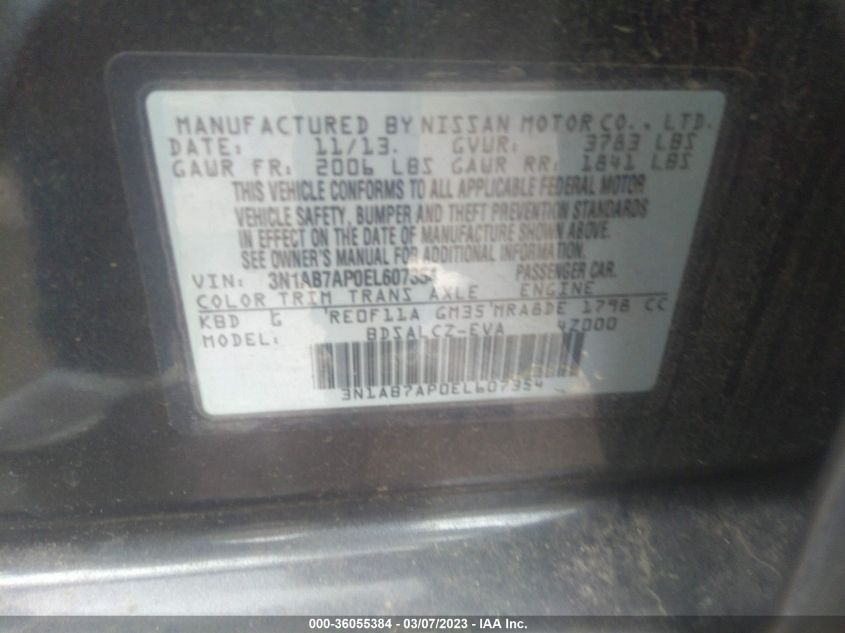 MANUFACTURED BY NISSAN MOTOR CO., LTD.
DATE: 11/13. GVWR: 3783 LBS
GAWR FR: 2006 LBS GAWR RR: 1841 LBS
THIS VEHICLE CONFORMS TO ALL APPLICABLE FEDERAL MOTOR
VEHICLE SAFETY, BUMPER AND THEFT PREVENTION STANDARDS
IN EFFECT ON THE DATE OF MANUFACTURE SHOWN ABOVE.
SEE OWNER'S MANUAL FOR ADDITIONAL INFORMATION.
VIN: 3N1AB7AP0EL607354 PASSENGER CAR.
COLOR TRIM TRANS AXLE ENGINE
KBD G RE0F11A GM35 MRA8DE 1798 CC
MODEL: BDSALCZ-EVA 4Z000
3N1AB7AP0EL607354
000-36055384 - 03/07/2023 - IAA Inc.